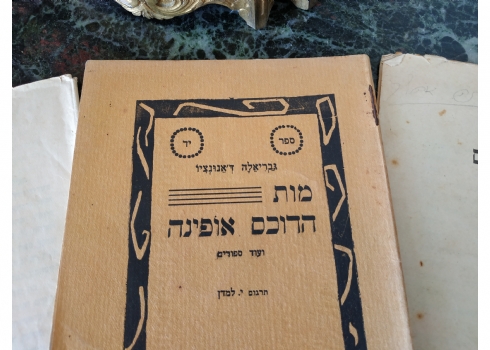 ספר יד
גבריאלה ד׳אנונציו
מות
הדוכס אופינה
ועוד ספורים
תרגום י. למדן